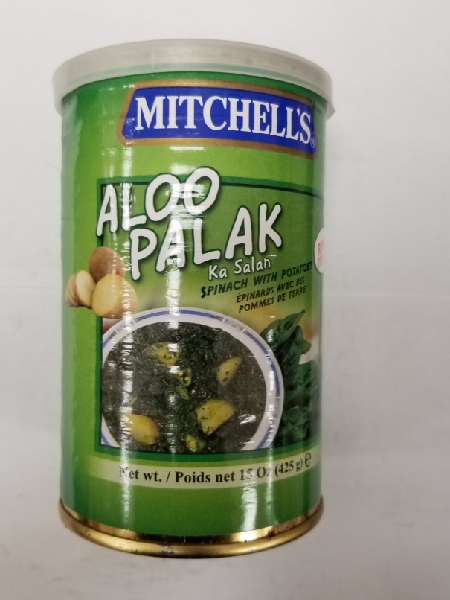 MITCHELL'S®
ALOO
PALAK
Ka Salan
SPINACH WITH POTATOES
ÉPINARDS AVEC DES
POMMES DE TERRE
Net wt. / Poids net 15 Oz (425 g) e